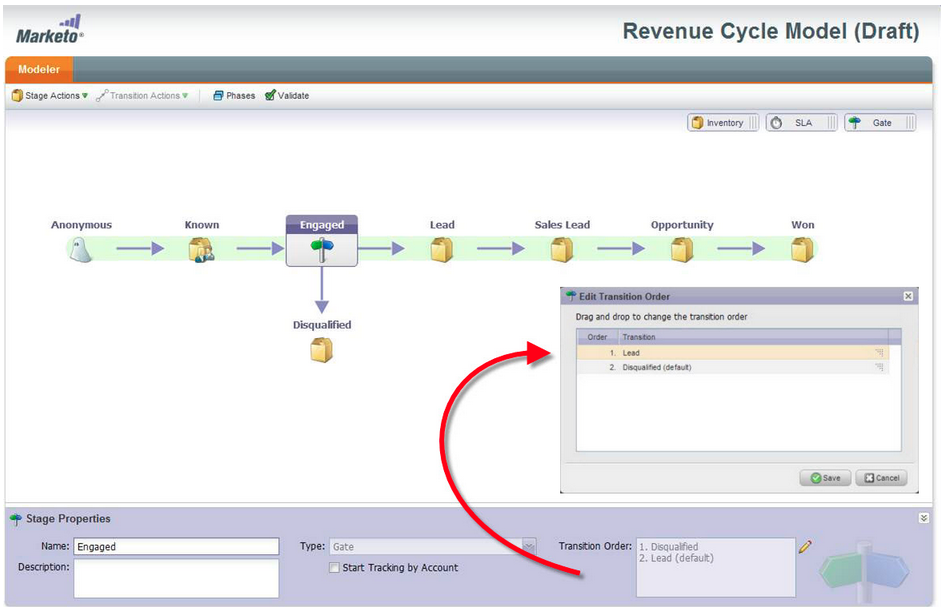 Marketo®
Revenue Cycle Model (Draft)
Modeler
Stage Actions Transition Actions Phases Validate
Inventory SLA Gate
Anonymous Known Engaged Lead Sales Lead Opportunity Won
Disqualified
Edit Transition Order
Drag and drop to change the transition order
Order Transition
1. Lead
2. Disqualified (default)
Save Cancel
Stage Properties
Name: Engaged
Description:
Type: Gate
Start Tracking by Account
Transition Order: 1. Disqualified
2. Lead (default)